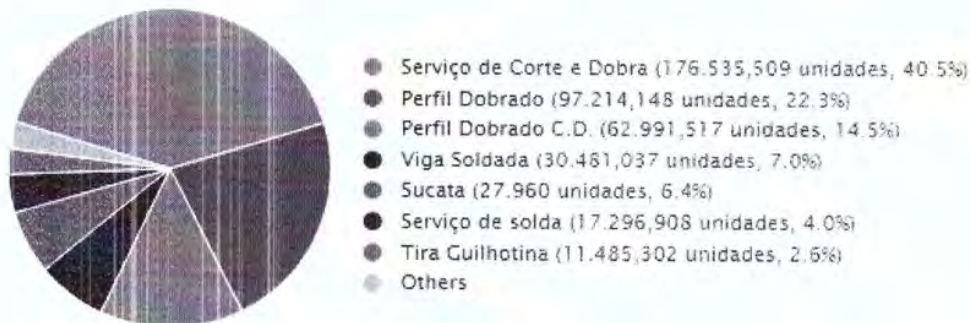 Serviço de Corte e Dobra (176.535,509 unidades, 40.5%)
Perfil Dobrado (97.214,148 unidades, 22.3%)
Perfil Dobrado C.D. (62.991,517 unidades, 14.5%)
Viga Soldada (30.481,037 unidades, 7.0%)
Sucata (27.960 unidades, 6.4%)
Serviço de solda (17.296,908 unidades, 4.0%)
Tira Guilhotina (11.485,302 unidades, 2.6%)
Others